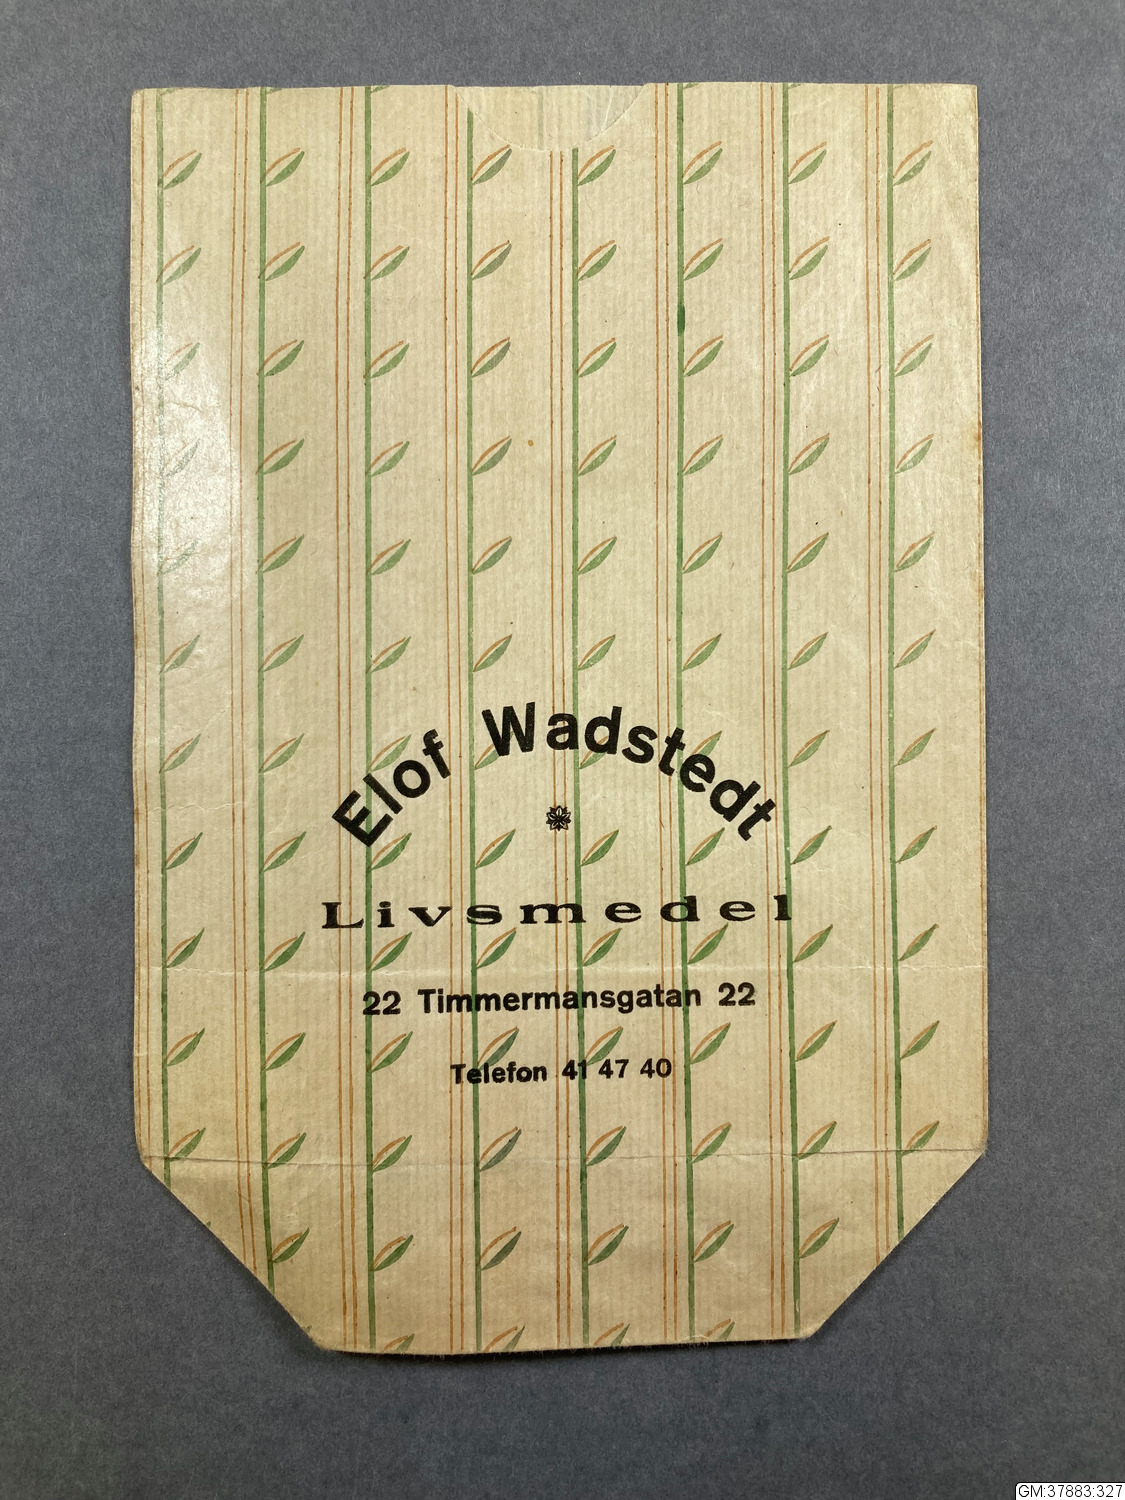 Elof Wadstedt
Livsmedel
22 Timmermansgatan 22
Telefon 41 47 40
GM:37883:327